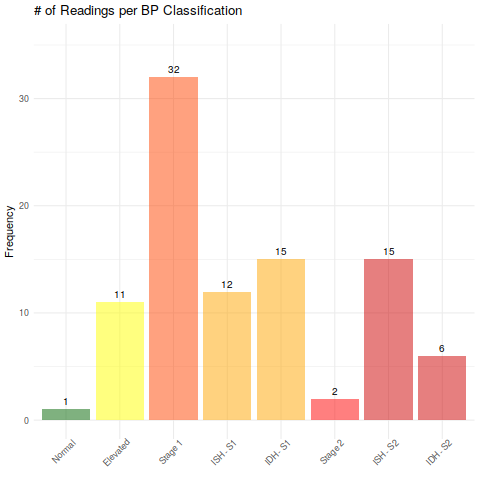 # of Readings per BP Classification
32
15
15
12
11
6
2
1
Frequency
30
20
10
0
Normal
Elevated
Stage 1
ISH - S1
IDH - S1
Stage 2
ISH - S2
IDH - S2